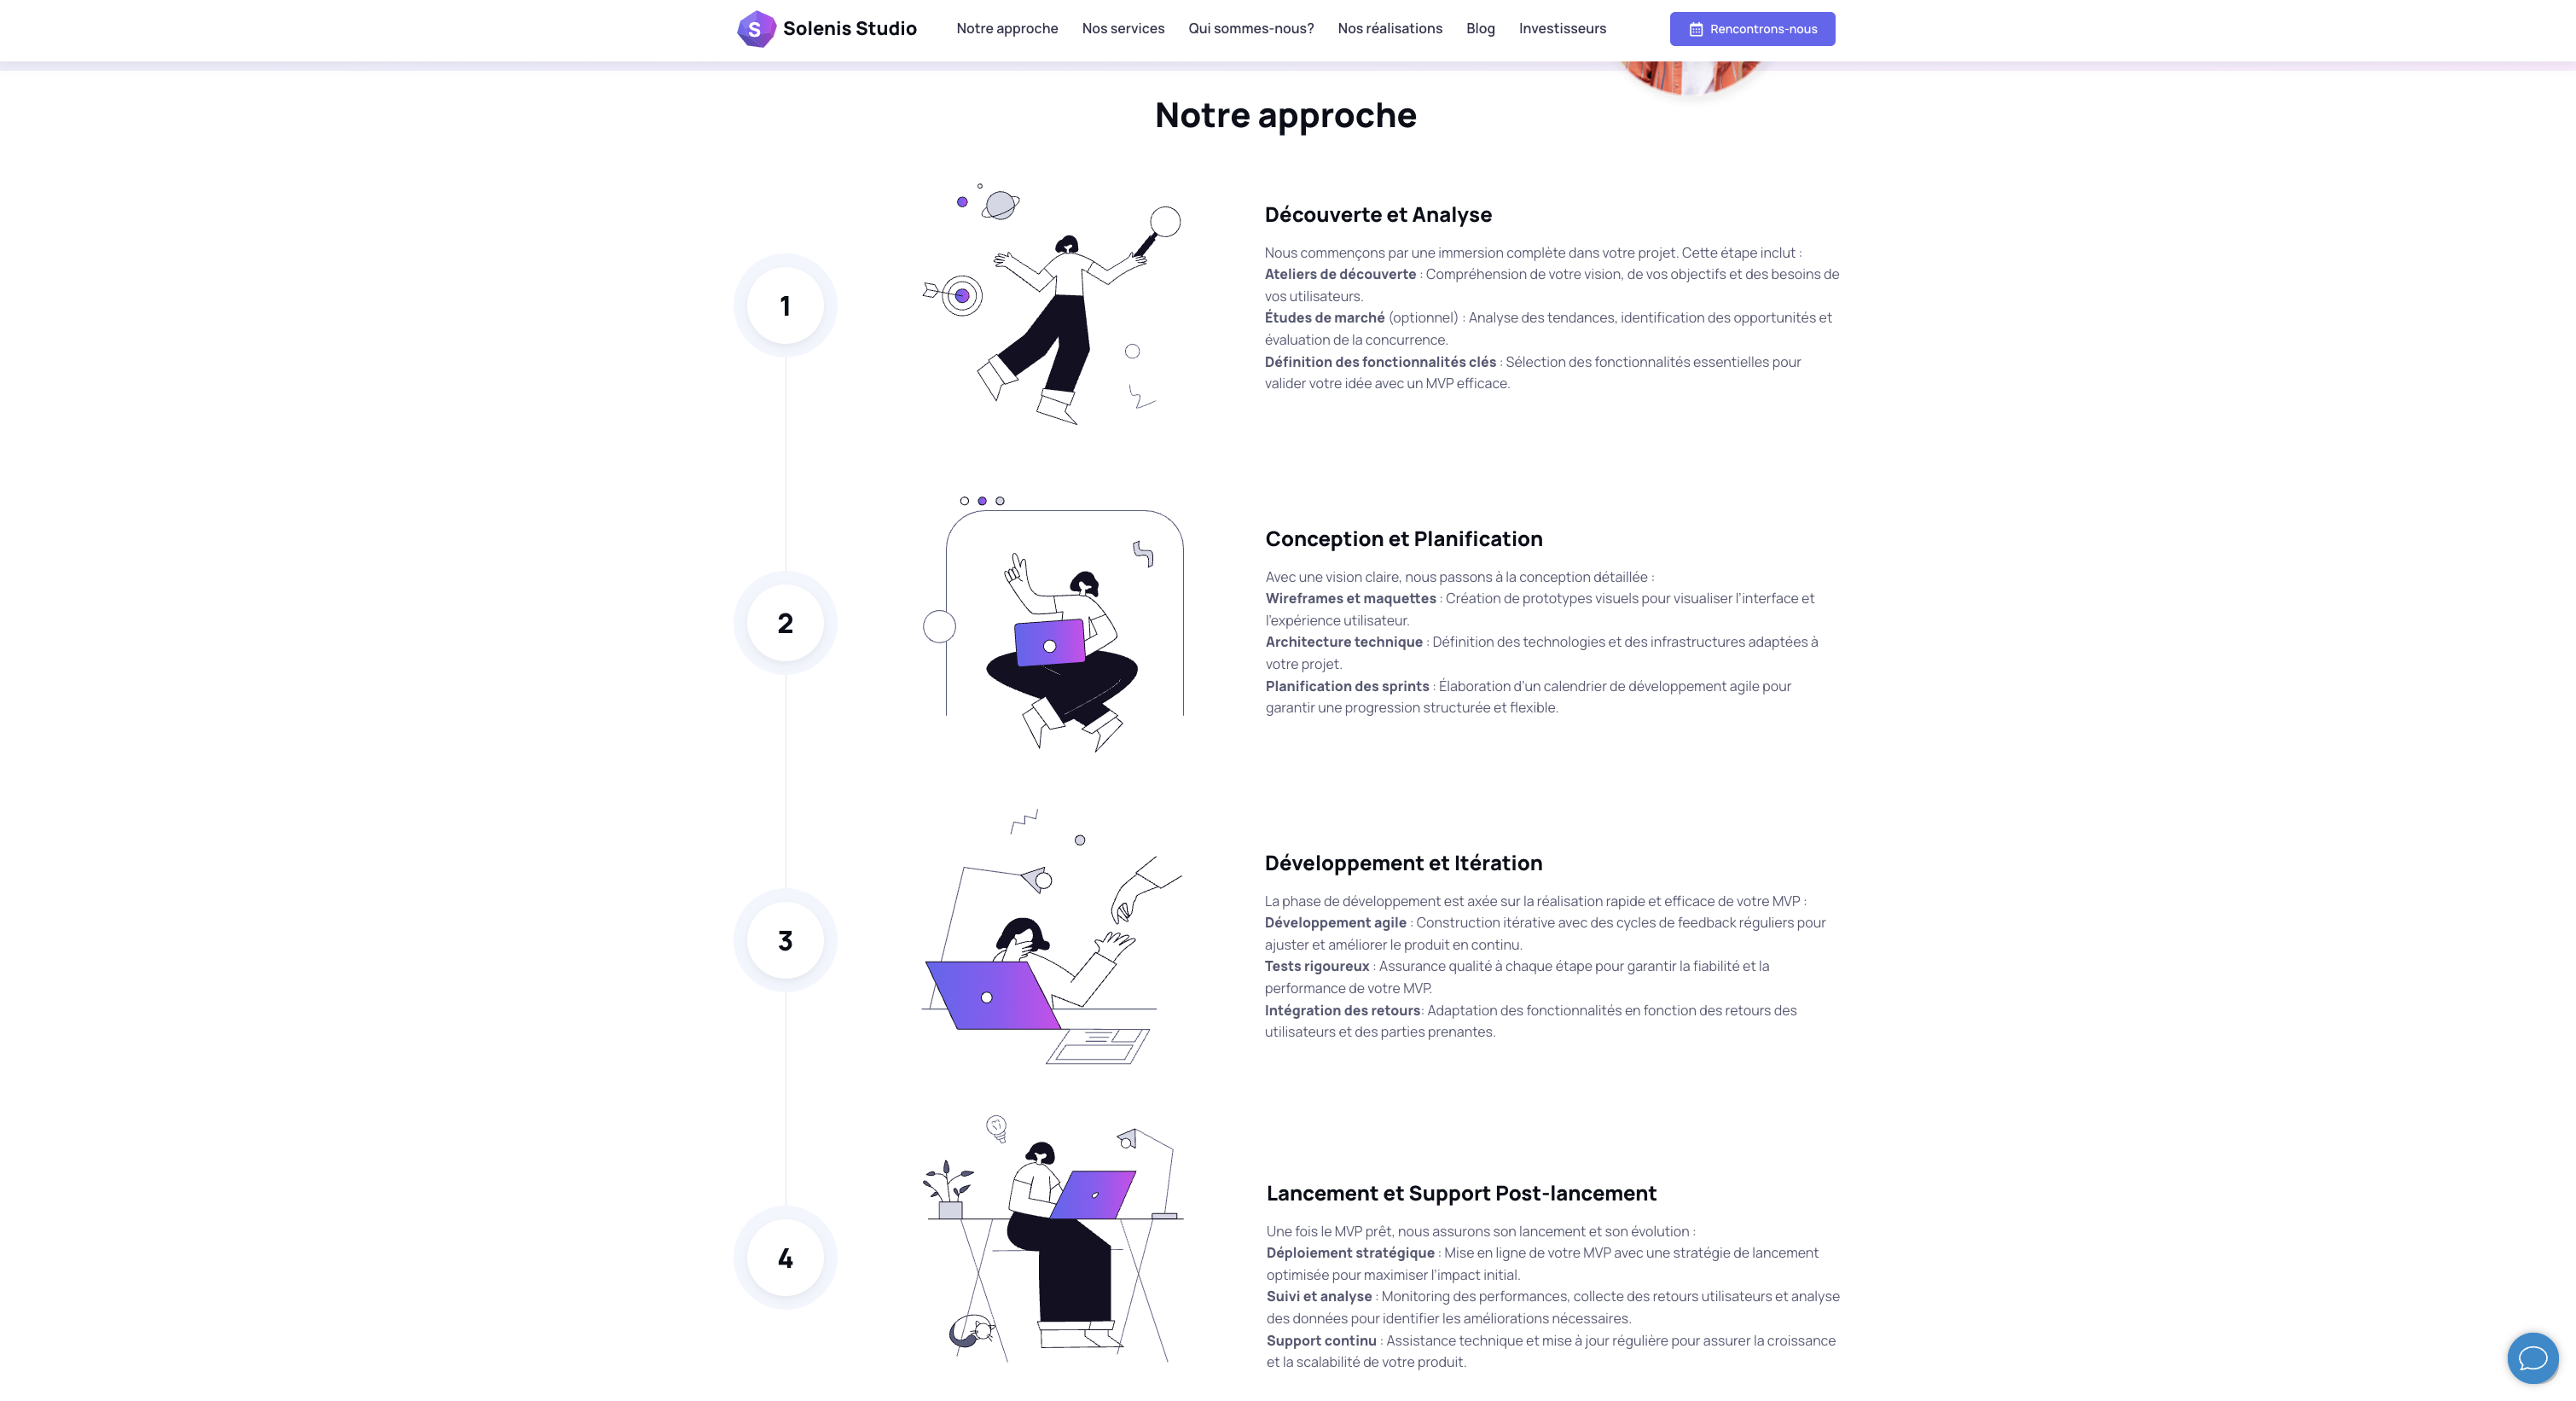 S Solenis Studio Notre approche Nos services Qui sommes-nous? Nos réalisations Blog Investisseurs Rencontrons-nous
Notre approche
1
Découverte et Analyse
Nous commençons par une immersion complète dans votre projet. Cette étape inclut :
Ateliers de découverte : Compréhension de votre vision, de vos objectifs et des besoins de
vos utilisateurs.
Études de marché (optionnel) : Analyse des tendances, identification des opportunités et
évaluation de la concurrence.
Définition des fonctionnalités clés : Sélection des fonctionnalités essentielles pour
valider votre idée avec un MVP efficace.
2
Conception et Planification
Avec une vision claire, nous passons à la conception détaillée :
Wireframes et maquettes : Création de prototypes visuels pour visualiser l’interface et
l’expérience utilisateur.
Architecture technique : Définition des technologies et des infrastructures adaptées à
votre projet.
Planification des sprints : Élaboration d’un calendrier de développement agile pour
garantir une progression structurée et flexible.
3
Développement et Itération
La phase de développement est axée sur la réalisation rapide et efficace de votre MVP :
Développement agile : Construction itérative avec des cycles de feedback réguliers pour
ajuster et améliorer le produit en continu.
Tests rigoureux : Assurance qualité à chaque étape pour garantir la fiabilité et la
performance de votre MVP.
Intégration des retours: Adaptation des fonctionnalités en fonction des retours des
utilisateurs et des parties prenantes.
4
Lancement et Support Post-lancement
Une fois le MVP prêt, nous assurons son lancement et son évolution :
Déploiement stratégique : Mise en ligne de votre MVP avec une stratégie de lancement
optimisée pour maximiser l’impact initial.
Suivi et analyse : Monitoring des performances, collecte des retours utilisateurs et analyse
des données pour identifier les améliorations nécessaires.
Support continu : Assistance technique et mise à jour régulière pour assurer la croissance
et la scalabilité de votre produit.